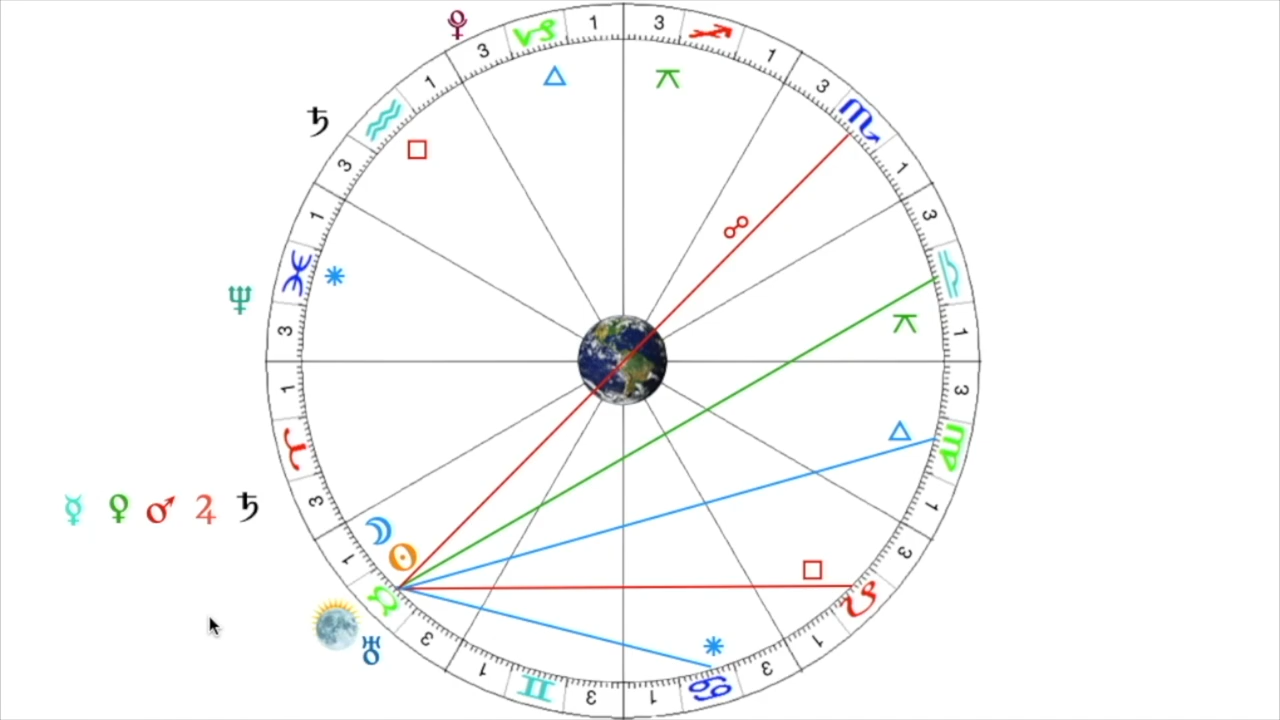 ♇ ♑ 1 3 ♐
3 1
1 △ ⚻ 3
♄ ♒ ♏
□
3 1
1 ☍ 3
♓ ⚹ ♎
♆
3 ⚻ 1
1 3
♈ △ ♍
3 1
☿ ♀ ♂ ♃ ♄
☽
1 ☉ 3
♉ □ ♌
♅ 3 ⚹ 1
1 3
♊ 3 1 ♋